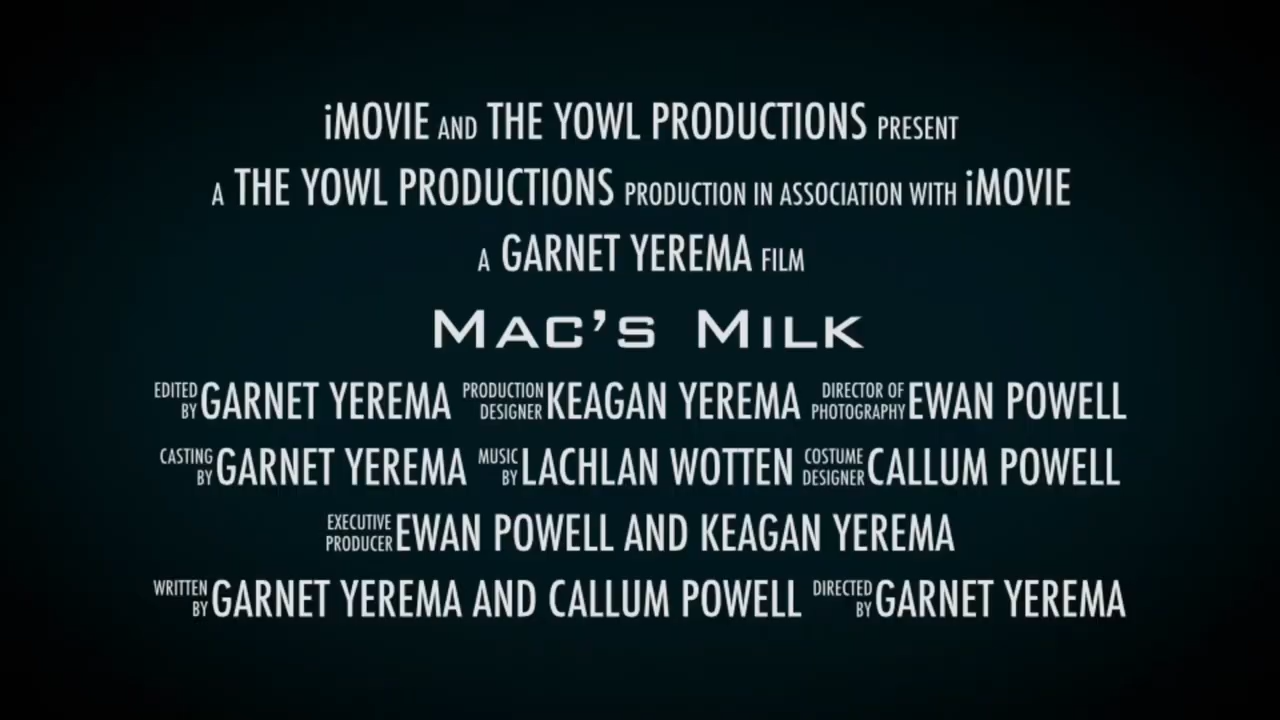 iMOVIE AND THE YOWL PRODUCTIONS PRESENT
A THE YOWL PRODUCTIONS PRODUCTION IN ASSOCIATION WITH iMOVIE
A GARNET YEREMA FILM
MAC'S MILK
EDITED BY GARNET YEREMA PRODUCTION DESIGNER KEAGAN YEREMA DIRECTOR OF PHOTOGRAPHY EWAN POWELL
CASTING BY GARNET YEREMA MUSIC BY LACHLAN WOTTEN COSTUME DESIGNER CALLUM POWELL
EXECUTIVE PRODUCER EWAN POWELL AND KEAGAN YEREMA
WRITTEN BY GARNET YEREMA AND CALLUM POWELL DIRECTED BY GARNET YEREMA